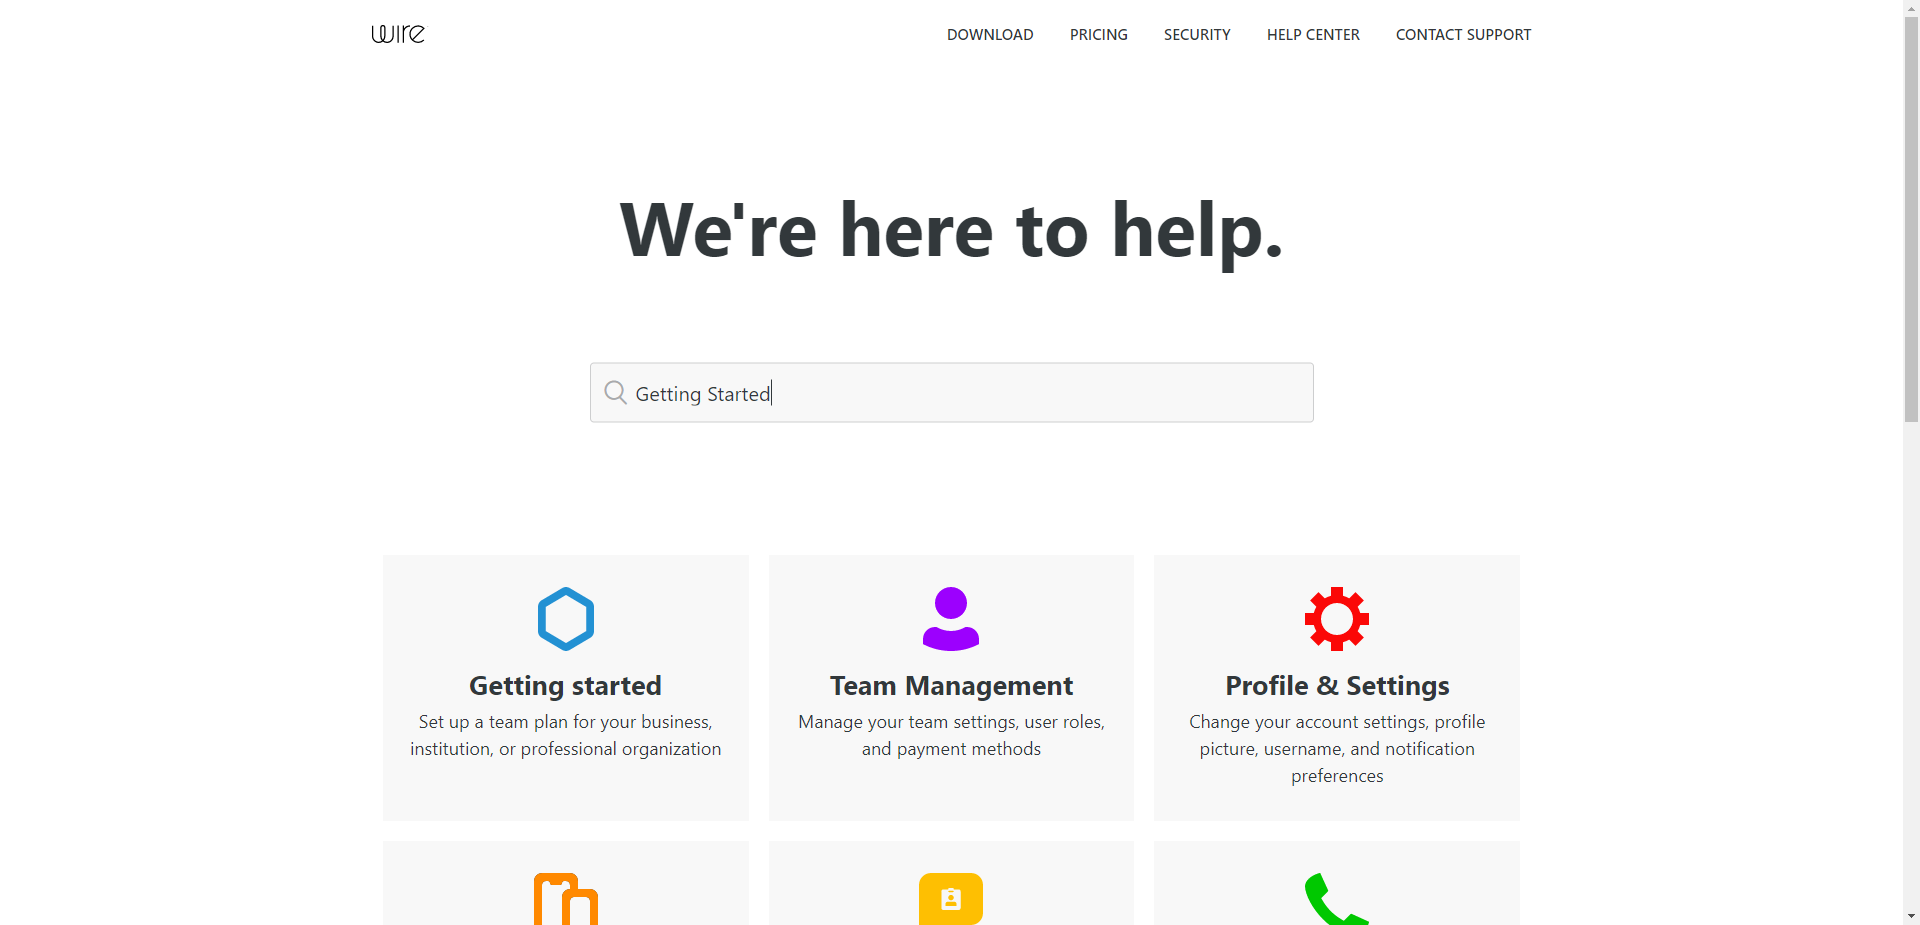 wire
DOWNLOAD PRICING SECURITY HELP CENTER CONTACT SUPPORT
We're here to help.
Getting Started
Getting started
Set up a team plan for your business,
institution, or professional organization
Team Management
Manage your team settings, user roles,
and payment methods
Profile & Settings
Change your account settings, profile
picture, username, and notification
preferences